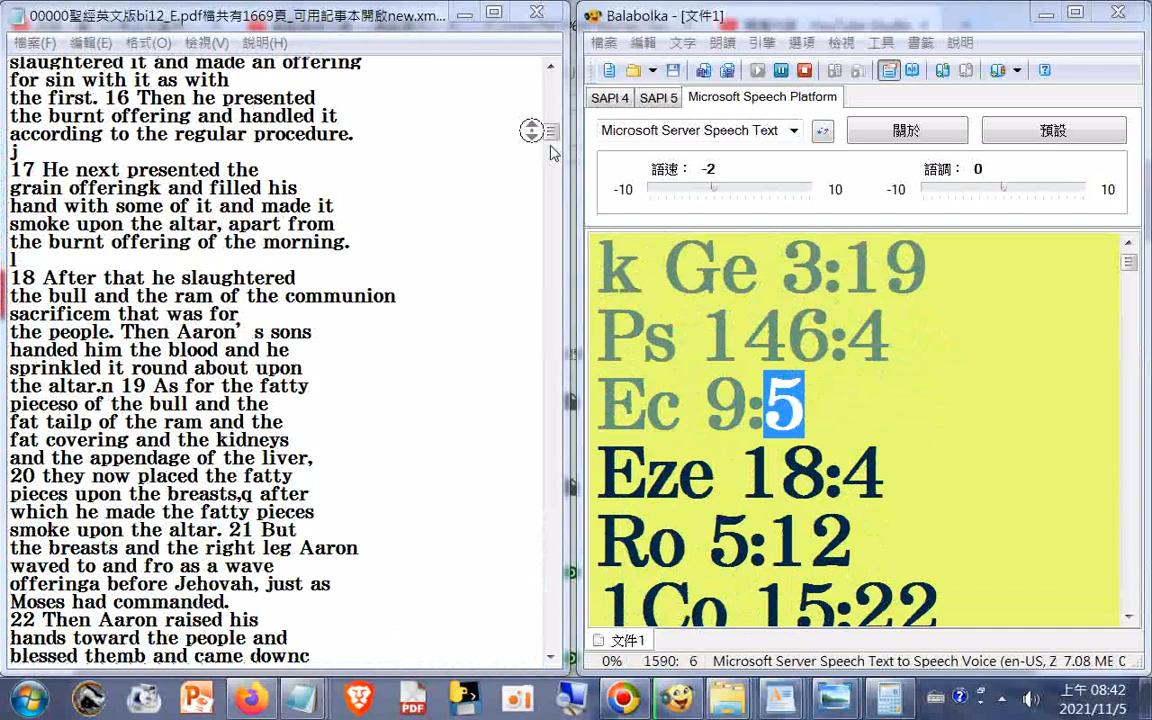 00000聖經英文版bi12_E.pdf檔共有1669頁_可用記事本開啟new.xm...
檔案(F) 編輯(E) 格式(O) 檢視(V) 說明(H)
slaughtered it and made an offering
for sin with it as with
the first. 16 Then he presented
the burnt offering and handled it
according to the regular procedure.
j
17 He next presented the
grain offeringk and filled his
hand with some of it and made it
smoke upon the altar, apart from
the burnt offering of the morning.
l
18 After that he slaughtered
the bull and the ram of the communion
sacrificem that was for
the people. Then Aaron’s sons
handed him the blood and he
sprinkled it round about upon
the altar.n 19 As for the fatty
pieceso of the bull and the
fat tailp of the ram and the
fat covering and the kidneys
and the appendage of the liver,
20 they now placed the fatty
pieces upon the breasts,q after
which he made the fatty pieces
smoke upon the altar. 21 But
the breasts and the right leg Aaron
waved to and fro as a wave
offeringa before Jehovah, just as
Moses had commanded.
22 Then Aaron raised his
hands toward the people and
blessed themb and came downc
Balabolka - [文件1]
檔案 編輯 文字 朗讀 引擎 選項 檢視 工具 書籤 說明
SAPI 4 SAPI 5 Microsoft Speech Platform
Microsoft Server Speech Text 關於 預設
語速： -2 語調： 0
-10 10 -10 10
k Ge 3:19
Ps 146:4
Ec 9:5
Eze 18:4
Ro 5:12
1Co 15:22
文件1
0% 1590: 6 Microsoft Server Speech Text to Speech Voice (en-US, Z 7.08 ME 0
PDF
上午 08:42
2021/11/5